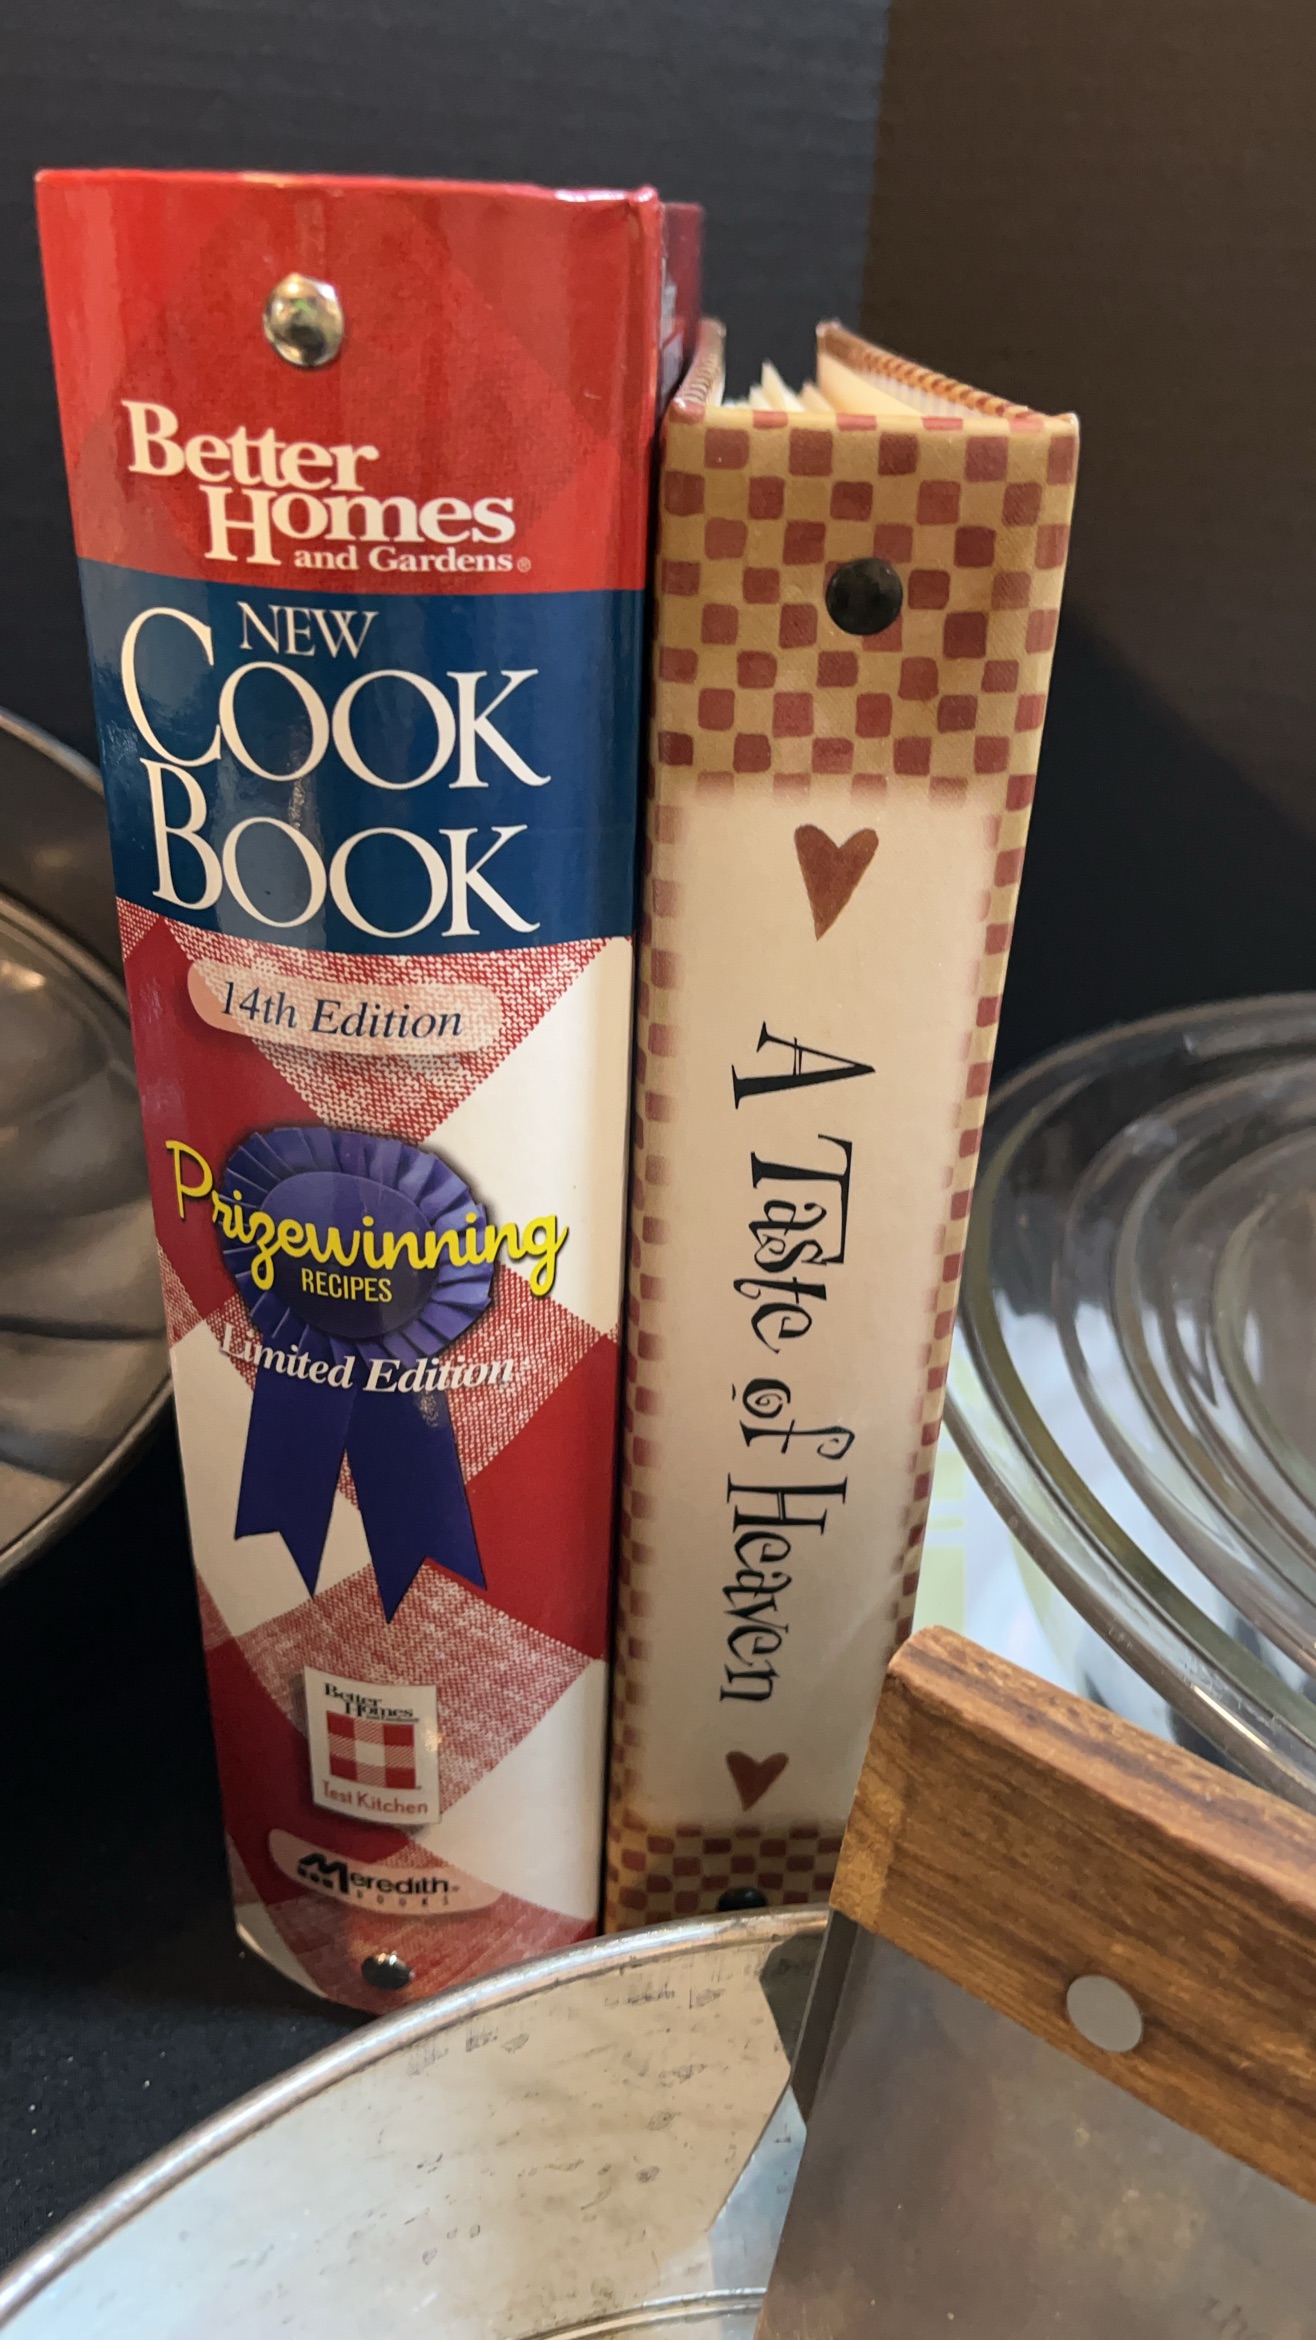 Better
Homes
and Gardens®
NEW
COOK
BOOK
14th Edition
Prizewinning
RECIPES
Limited Edition
Better
Homes
Test Kitchen
Meredith
BOOKS
A Taste of Heaven